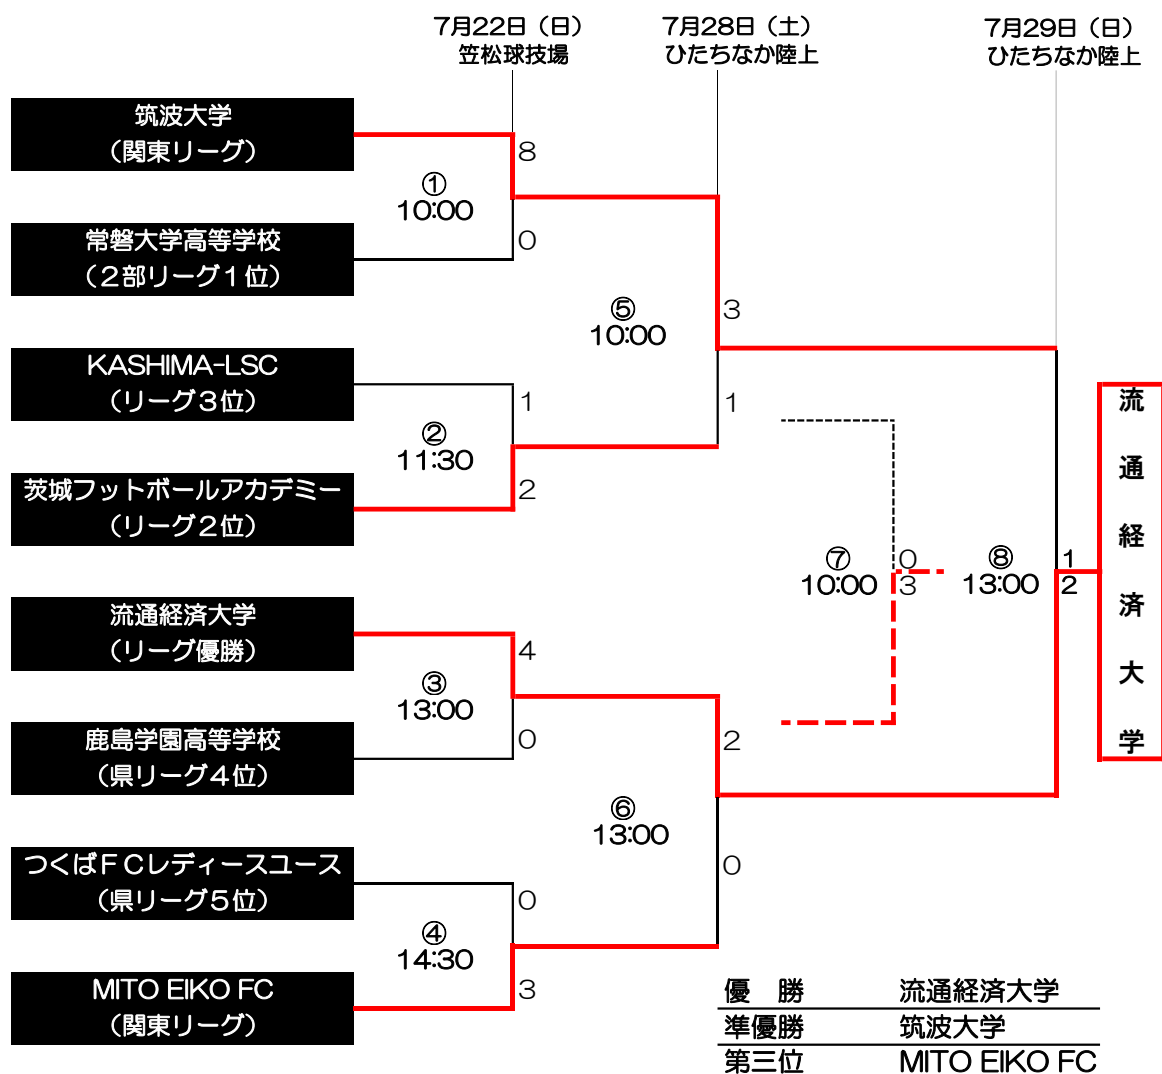 7月22日（日）
笠松球技場
7月28日（土）
ひたちなか陸上
7月29日（日）
ひたちなか陸上
筑波大学
（関東リーグ）
8
①
10:00
常磐大学高等学校
（２部リーグ１位）
0
⑤
10:00
3
KASHIMA-LSC
（リーグ３位）
1
1
②
11:30
茨城フットボールアカデミー
（リーグ２位）
2
⑦
10:00
0
3
⑧
13:00
1
2
流
通
経
済
大
学
流通経済大学
（リーグ優勝）
4
③
13:00
鹿島学園高等学校
（県リーグ４位）
0
2
⑥
13:00
つくばＦＣレディースユース
（県リーグ５位）
0
0
④
14:30
MITO EIKO FC
（関東リーグ）
3
優　勝　流通経済大学
準優勝　筑波大学
第三位　MITO EIKO FC